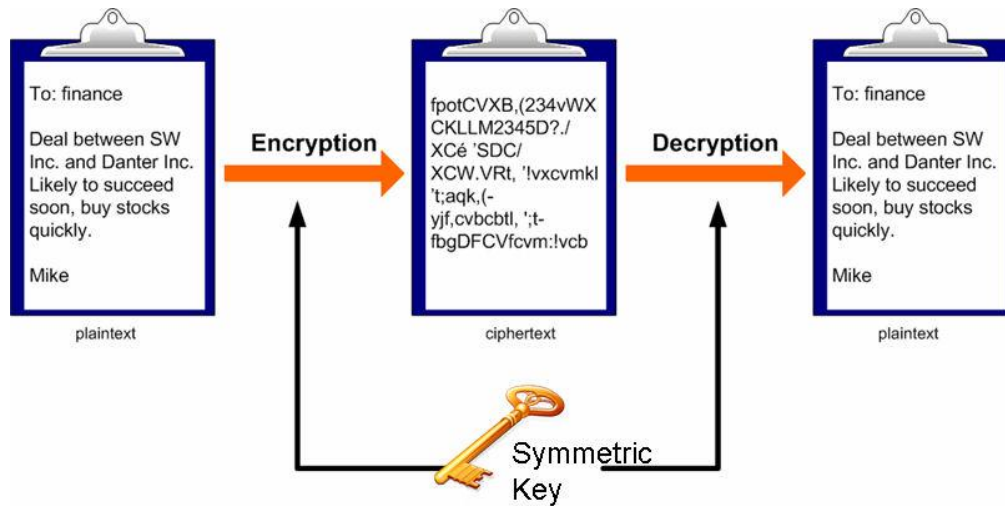 To: finance
Deal between SW
Inc. and Danter Inc.
Likely to succeed
soon, buy stocks
quickly.
Mike
plaintext
Encryption
fpotCVXB,(234vWX
CKLLM2345D?./
XCé 'SDC/
XCW.VRt, '!vxcvmkl
't;aqk,(-
yjf,cvbcbtl, ';t-
fbgDFCVfcvm:!vcb
ciphertext
Decryption
To: finance
Deal between SW
Inc. and Danter Inc.
Likely to succeed
soon, buy stocks
quickly.
Mike
plaintext
Symmetric
Key